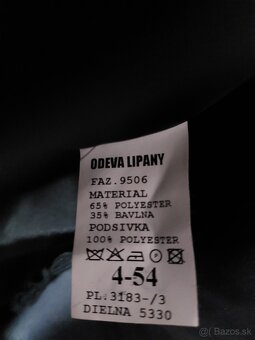 ODEVA LIPANY
FAZ.9506
MATERIAL
65% POLYESTER
35% BAVLNA
PODSIVKA
100% POLYESTER
4-54
PL.3183-/3
DIELNA 5330
Bazos.sk